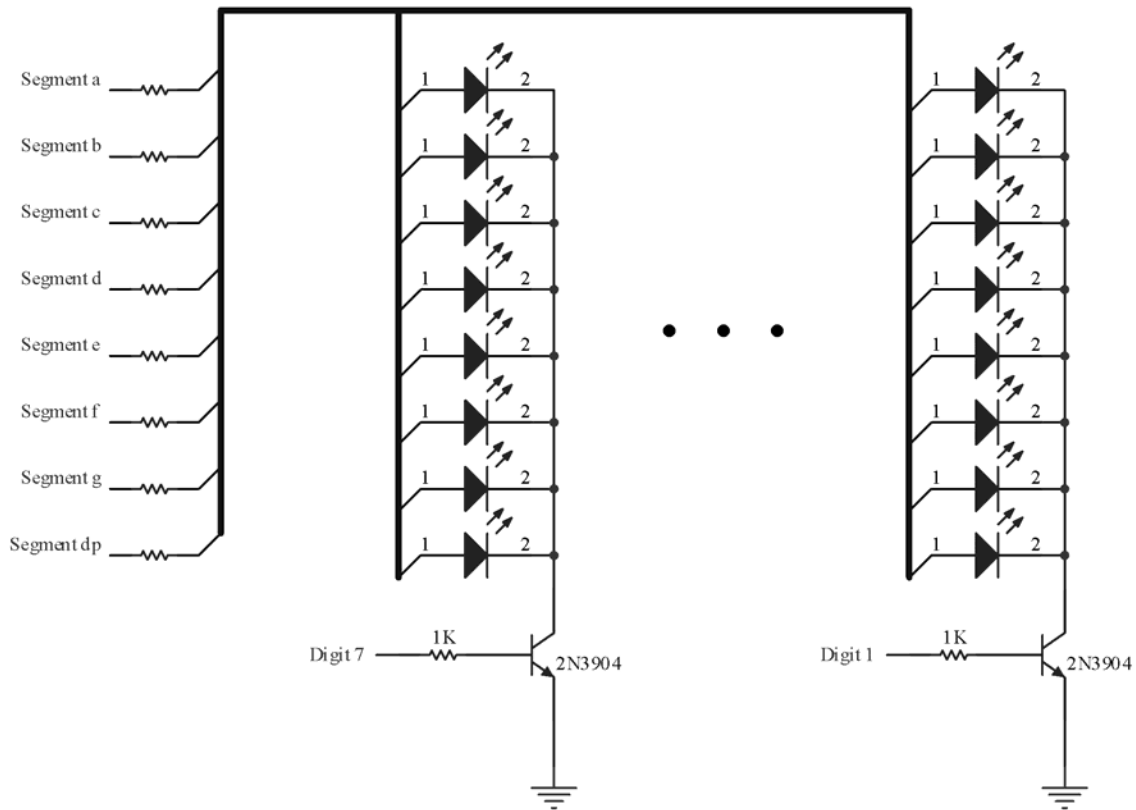 Segment a
Segment b
Segment c
Segment d
Segment e
Segment f
Segment g
Segment dp
1 2
1 2
1 2
1 2
1 2
1 2
1 2
1 2
Digit 7
1K
2N3904
1 2
1 2
1 2
1 2
1 2
1 2
1 2
1 2
Digit 1
1K
2N3904